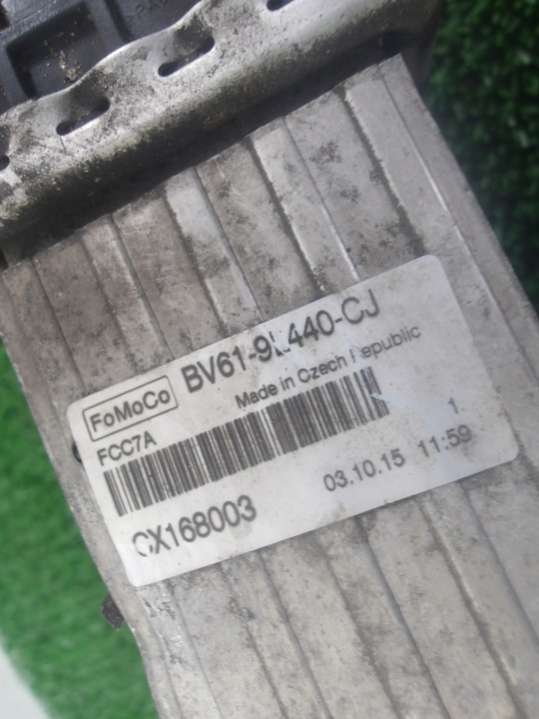 FoMoCo BV61-9L440-CJ
FCC7A Made in Czech Republic
1
CX168003 03.10.15 11:59